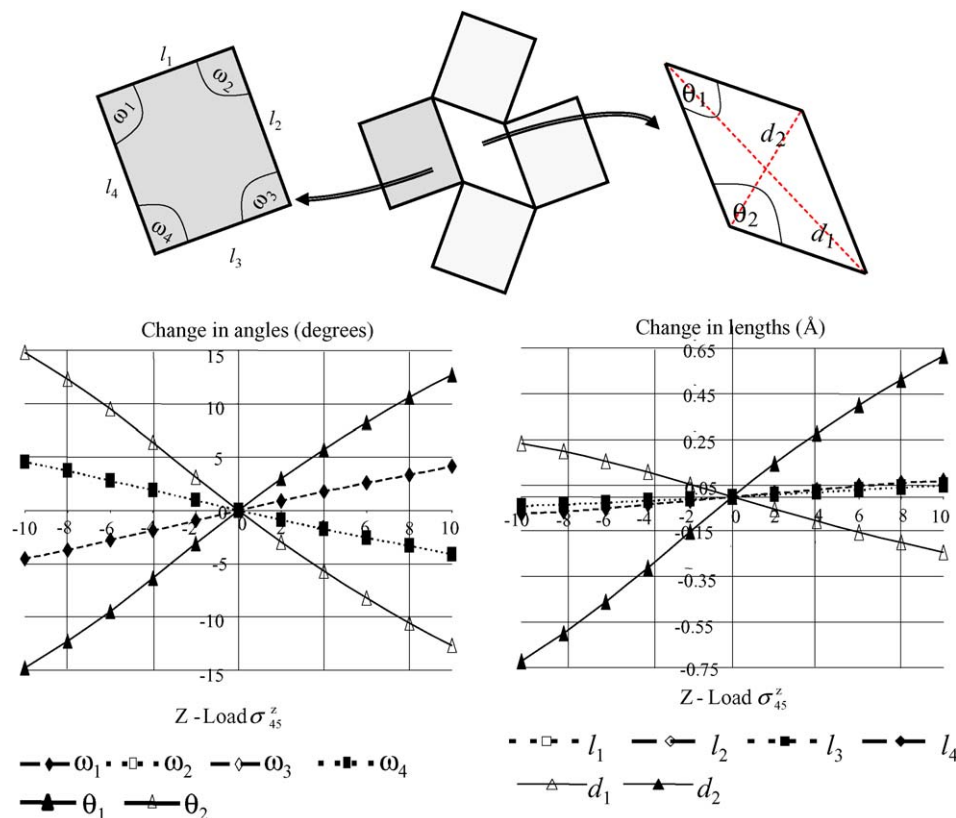 l₁
ω₁
ω₂
l₂
l₄
ω₃
ω₄
l₃
θ₁
d₂
θ₂
d₁
Change in angles (degrees)
15
10
5
-10 -8 -6 -4 -2 0 2 4 6 8 10
-5
-10
-15
Z - Load σ₄₅ᶻ
ω₁ ω₂ ω₃ ω₄
θ₁ θ₂
Change in lengths (Å)
0.65
0.45
0.25
0.05
-10 -8 -6 -4 -2 0 2 4 6 8 10
-0.15
-0.35
-0.55
-0.75
Z - Load σ₄₅ᶻ
l₁ l₂ l₃ l₄
d₁ d₂